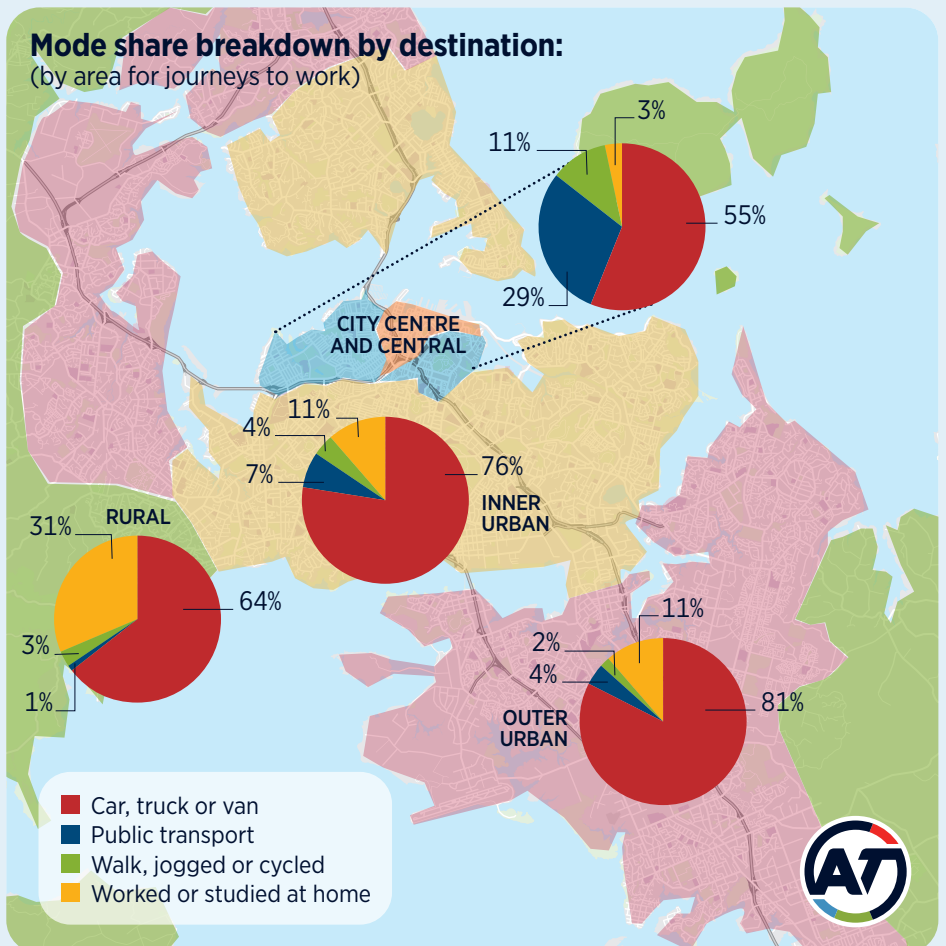 Mode share breakdown by destination:
(by area for journeys to work)
3%
11%
55%
29%
CITY CENTRE
AND CENTRAL
11%
4%
7%
76%
INNER
URBAN
RURAL
31%
64%
3%
1%
11%
2%
4%
81%
OUTER
URBAN
Car, truck or van
Public transport
Walk, jogged or cycled
Worked or studied at home
AT